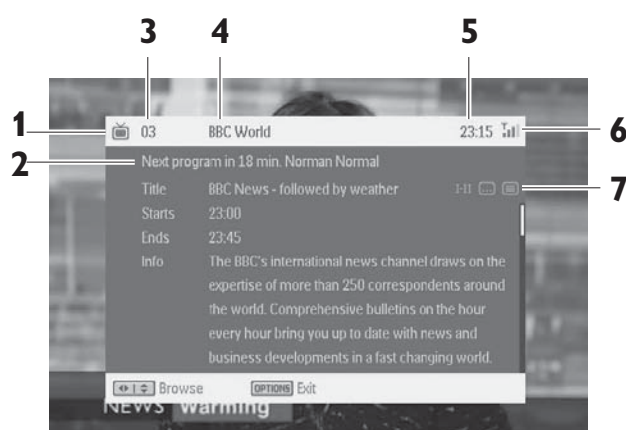 3 4 5
1 03 BBC World 23:15 6
2 Next program in 18 min. Norman Normal
Title BBC News - followed by weather I-II 7
Starts 23:00
Ends 23:45
Info The BBC's international news channel draws on the
expertise of more than 250 correspondents around
the world. Comprehensive bulletins on the hour
every hour bring you up to date with news and
business developments in a fast changing world.
Browse OPTIONS Exit
NEWS Warming